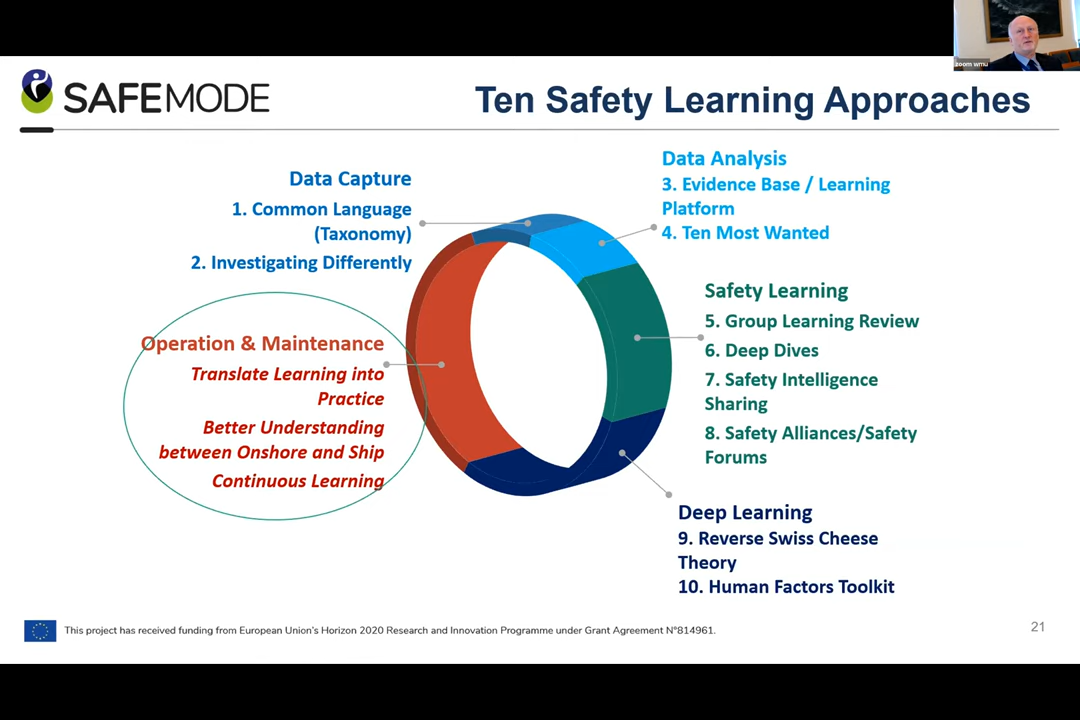 zoom wmu
SAFEMODE
Ten Safety Learning Approaches
Data Capture
1. Common Language
(Taxonomy)
2. Investigating Differently
Data Analysis
3. Evidence Base / Learning
Platform
4. Ten Most Wanted
Safety Learning
5. Group Learning Review
6. Deep Dives
7. Safety Intelligence
Sharing
8. Safety Alliances/Safety
Forums
Operation & Maintenance
Translate Learning into
Practice
Better Understanding
between Onshore and Ship
Continuous Learning
Deep Learning
9. Reverse Swiss Cheese
Theory
10. Human Factors Toolkit
This project has received funding from European Union's Horizon 2020 Research and Innovation Programme under Grant Agreement N°814961.
21